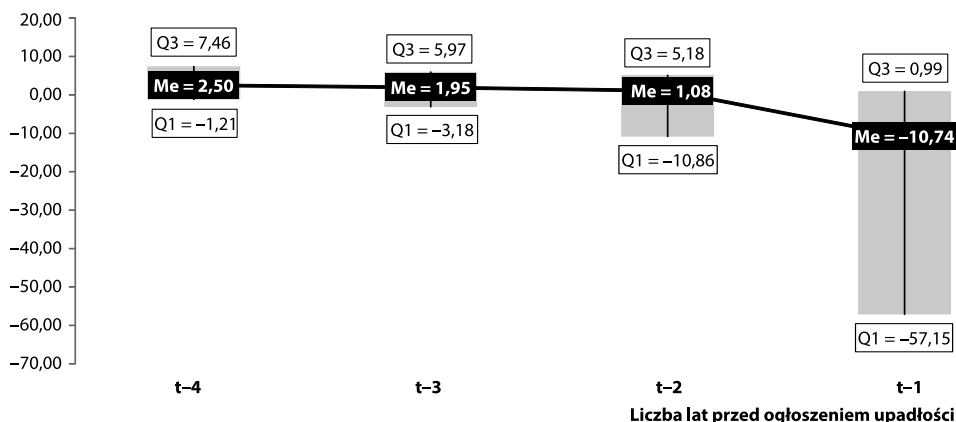 20,00
10,00
0,00
−10,00
−20,00
−30,00
−40,00
−50,00
−60,00
−70,00
Q3 = 7,46
Me = 2,50
Q1 = −1,21
Q3 = 5,97
Me = 1,95
Q1 = −3,18
Q3 = 5,18
Me = 1,08
Q1 = −10,86
Q3 = 0,99
Me = −10,74
Q1 = −57,15
t−4 t−3 t−2 t−1
Liczba lat przed ogłoszeniem upadłości